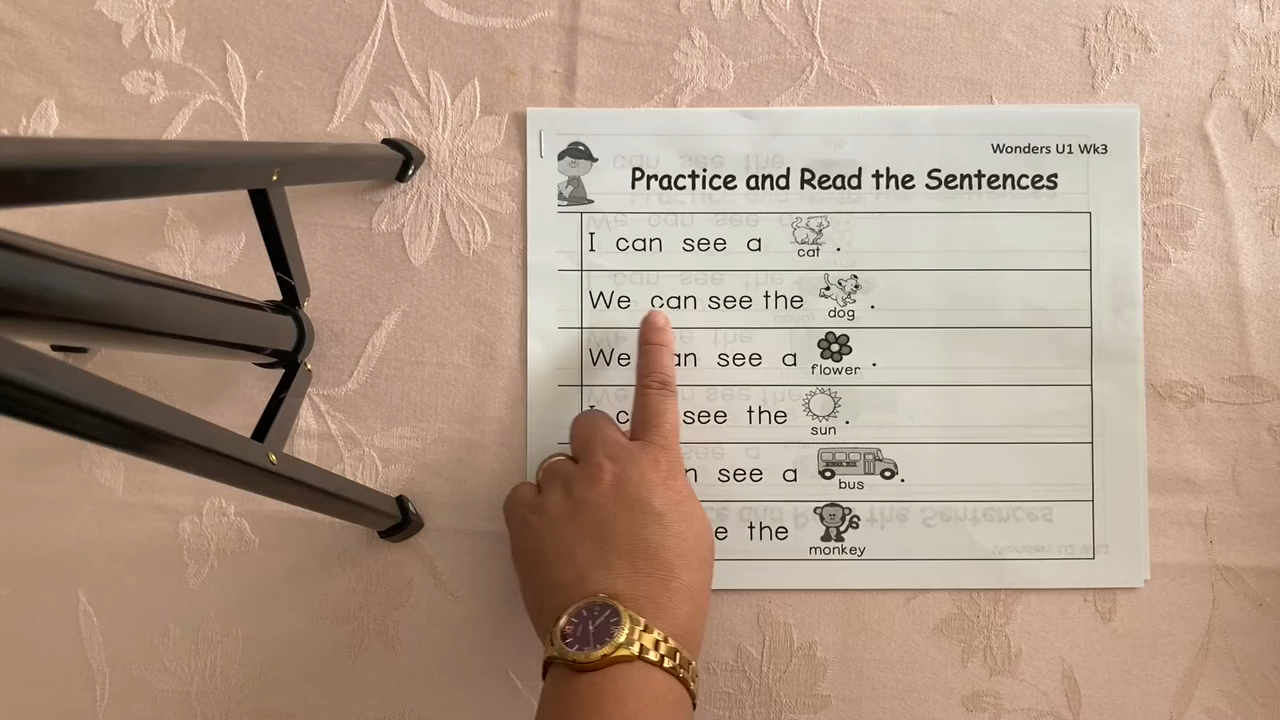 Wonders U1 Wk3
Practice and Read the Sentences
I can see a cat .
We can see the dog .
We can see a flower .
I see the sun .
see a bus .
the monkey